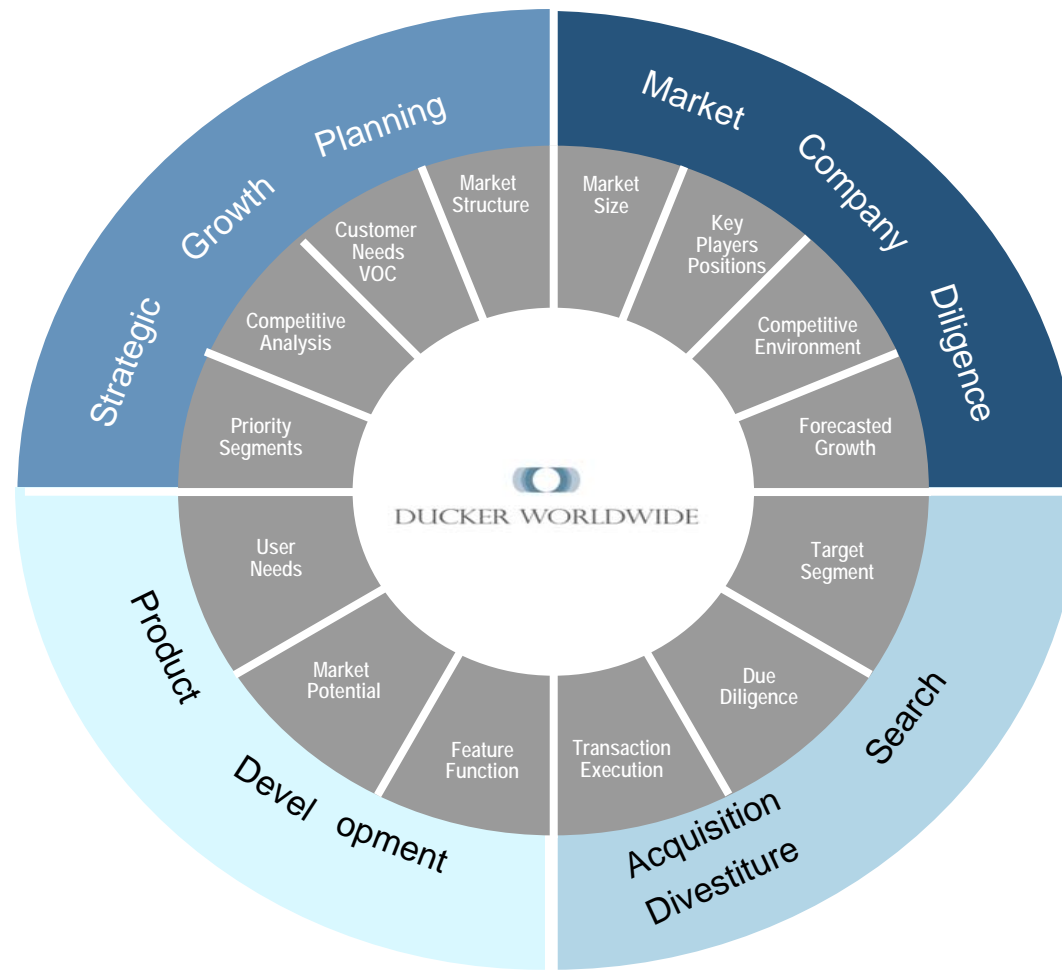 Strategic Growth Planning
Market Company Diligence
Market
Structure
Customer
Needs
VOC
Competitive
Analysis
Priority
Segments
Market
Size
Key
Players
Positions
Competitive
Environment
Forecasted
Growth
DUCKER WORLDWIDE
User
Needs
Market
Potential
Feature
Function
Target
Segment
Due
Diligence
Transaction
Execution
Product Devel opment
Acquisition Search
Divestiture